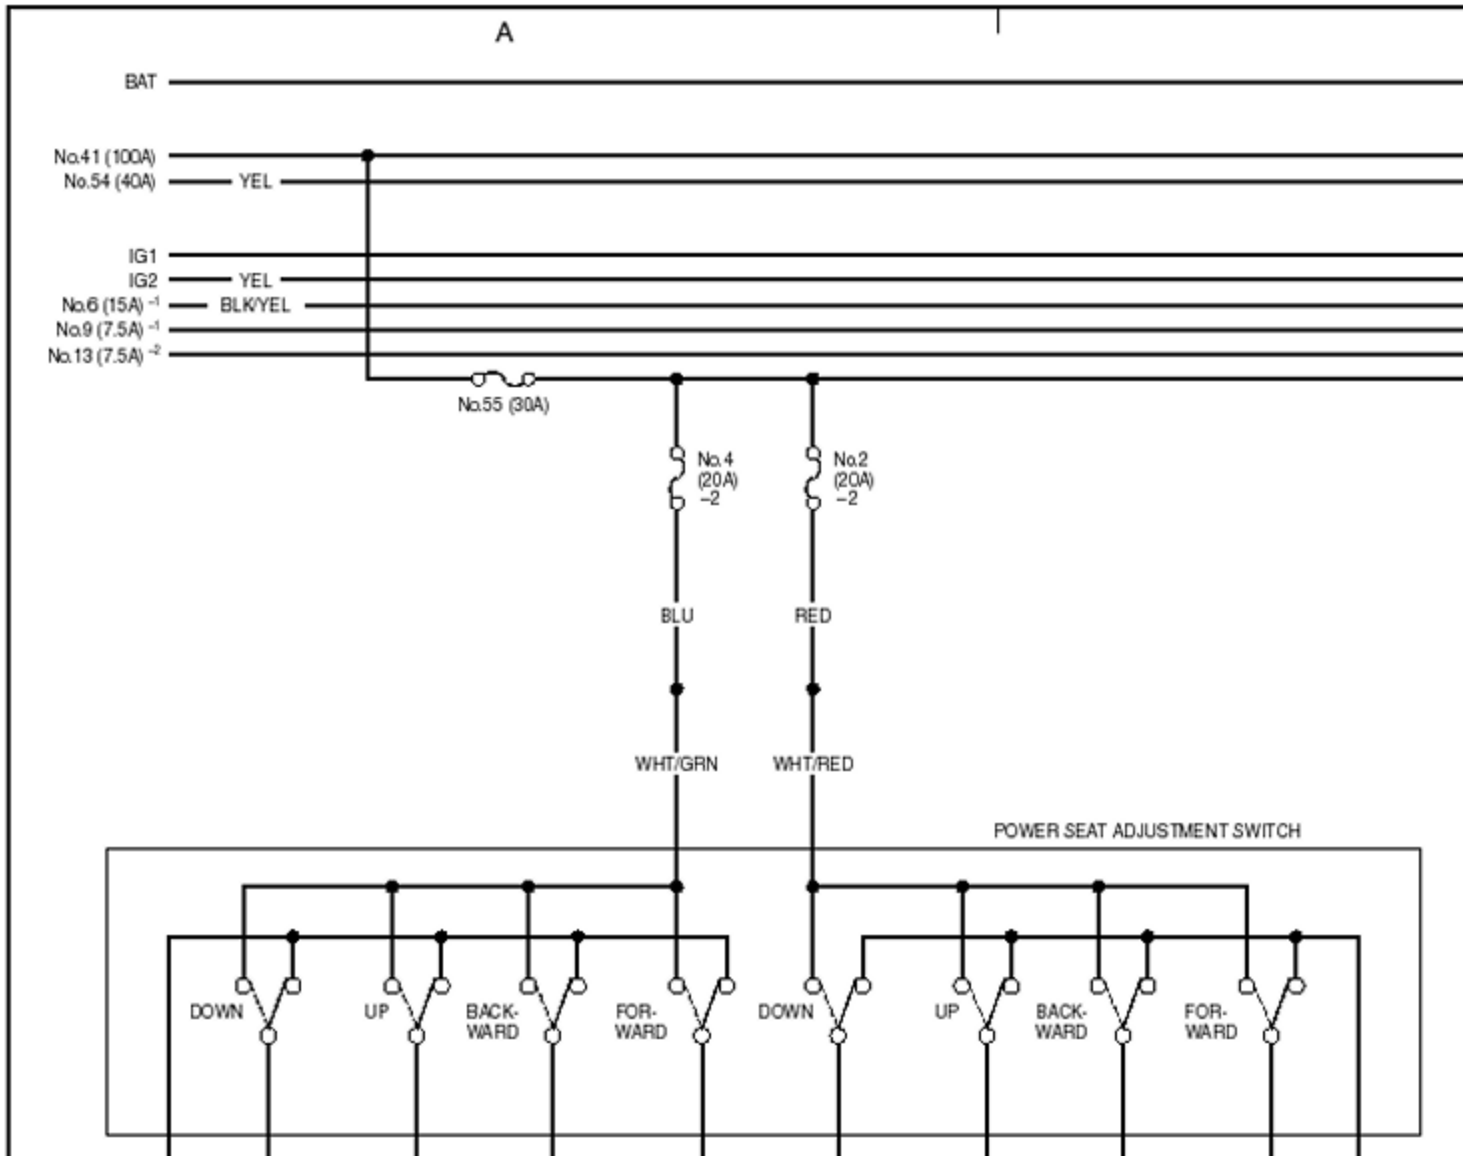 A
BAT
No.41 (100A)
No.54 (40A)
YEL
IG1
IG2
YEL
No.6 (15A) –1
BLK/YEL
No.9 (7.5A) –1
No.13 (7.5A) –2
No.55 (30A)
No.4
(20A)
–2
No.2
(20A)
–2
BLU
RED
WHT/GRN
WHT/RED
POWER SEAT ADJUSTMENT SWITCH
DOWN
UP
BACK-
WARD
FOR-
WARD
DOWN
UP
BACK-
WARD
FOR-
WARD